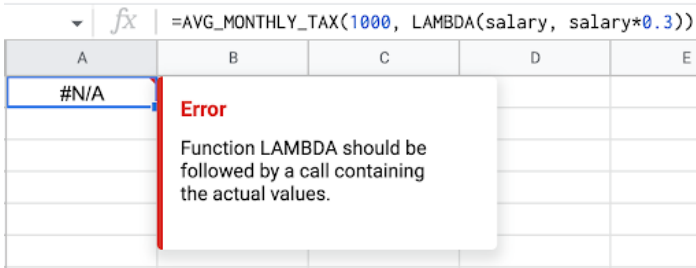 fx =AVG_MONTHLY_TAX(1000, LAMBDA(salary, salary*0.3))
A B C D E
#N/A
Error
Function LAMBDA should be
followed by a call containing
the actual values.